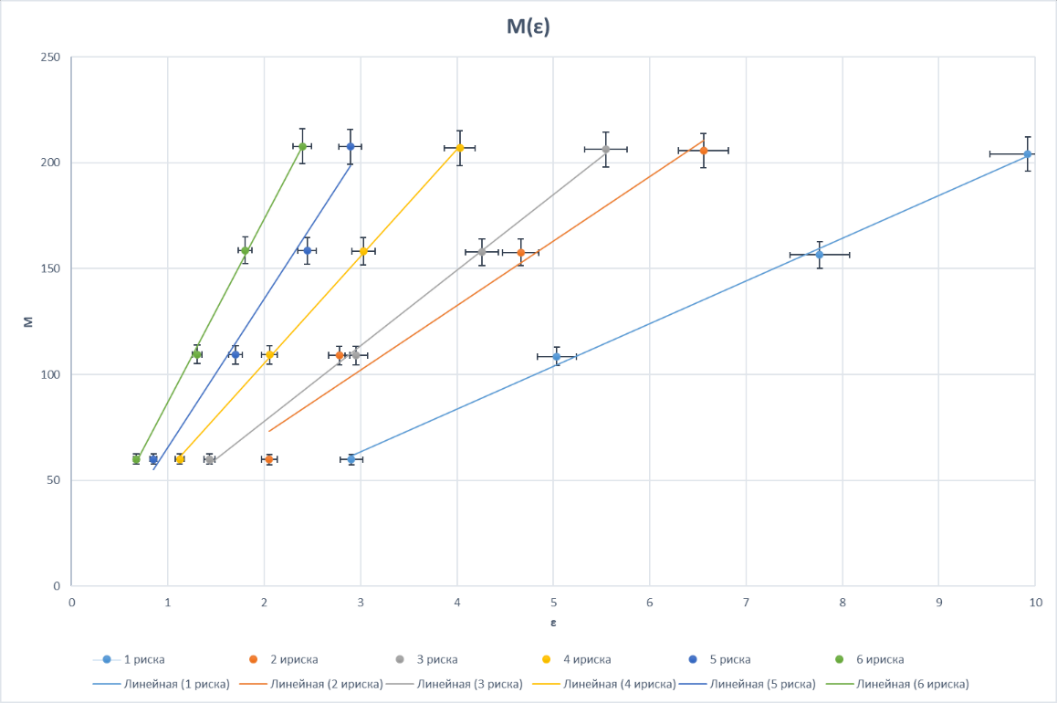 M(ε)
250
200
150
100
50
0
M
0 1 2 3 4 5 6 7 8 9 10
ε
1 риска 2 ириска 3 риска 4 ириска 5 риска 6 ириска
Линейная (1 риска) Линейная (2 ириска) Линейная (3 риска) Линейная (4 ириска) Линейная (5 риска) Линейная (6 ириска)